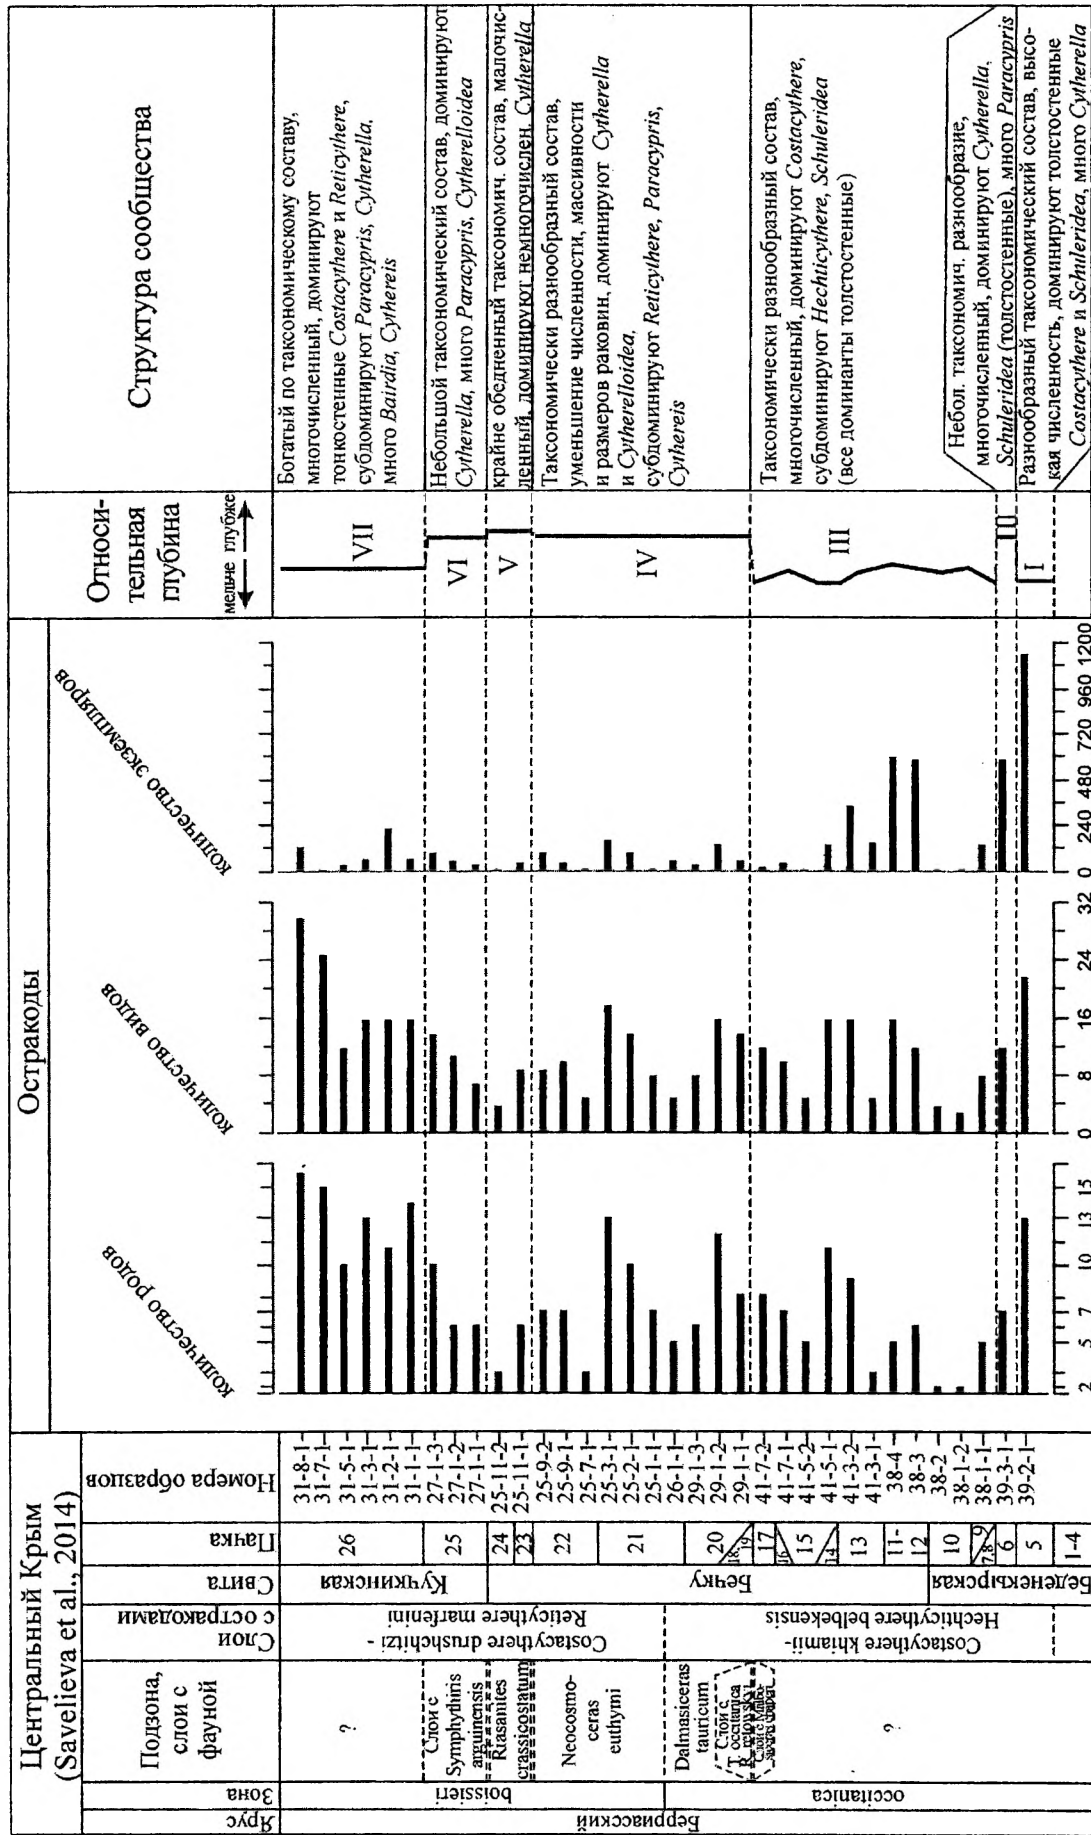 Центральный Крым
(Savelieva et al., 2014)
Остракоды
Ярус
Зона
Подзона,
слои с
фауной
Слои
с остракодами
Свита
Пачка
Номера образцов
количество родов
количество видов
количество экземпляров
Относи-
тельная
глубина
мельче глубже
Структура сообщества
Берриасский
boissieri
occitanica
?
Слои с
Symphythiris
arguinensis
Riasanites
crassicostatum
Neocosmo-
ceras
euthymi
Dalmasiceras
tauricum
Слои с
T. occitanica
?
Costacythere drushchitzi -
Reticythere marfenini
Costacythere khiamii-
Hechticythere belbekensis
Кучкинская
Бечку
Беденекырская
26
25
24
23
22
21
20
18
19
17
16
15
14
13
11-
12
10
9
7,8
6
5
1-4
31-8-1
31-7-1
31-5-1
31-3-1
31-2-1
31-1-1
27-1-3
27-1-2
27-1-1
25-11-2
25-11-1
25-9-2
25-9-1
25-7-1
25-3-1
25-2-1
25-1-1
26-1-1
29-1-3
29-1-2
29-1-1
41-7-2
41-7-1
41-5-2
41-5-1
41-3-2
41-3-1
38-4
38-3
38-2
38-1-2
38-1-1
39-3-1
39-2-1
2 5 7 10 13 15
0 8 16 24 32
0 240 480 720 960 1200
VII
VI
V
IV
III
II
I
Богатый по таксономическому составу,
многочисленный, доминируют
тонкостенные Costacythere и Reticythere,
субдоминируют Paracypris, Cytherella,
много Bairdia, Cythereis
Небольшой таксономический состав, доминируют
Cytherella, много Paracypris, Cytherelloidea
крайне обедненный таксономич. состав, малочис-
ленный, доминируют немногочислен. Cytherella
Таксономически разнообразный состав,
уменьшение численности, массивности
и размеров раковин, доминируют Cytherella
и Cytherelloidea,
субдоминируют Reticythere, Paracypris,
Cythereis
Таксономически разнообразный состав,
многочисленный, доминируют Costacythere,
субдоминируют Hechticythere, Schuleridea
(все доминанты толстостенные)
Небол. таксономич. разнообразие,
многочисленный, доминируют Cytherella,
Schuleridea (толстостенные), много Paracypris
Разнообразный таксономический состав, высо-
кая численность, доминируют толстостенные
Costacythere и Schuleridea, много Cytherella